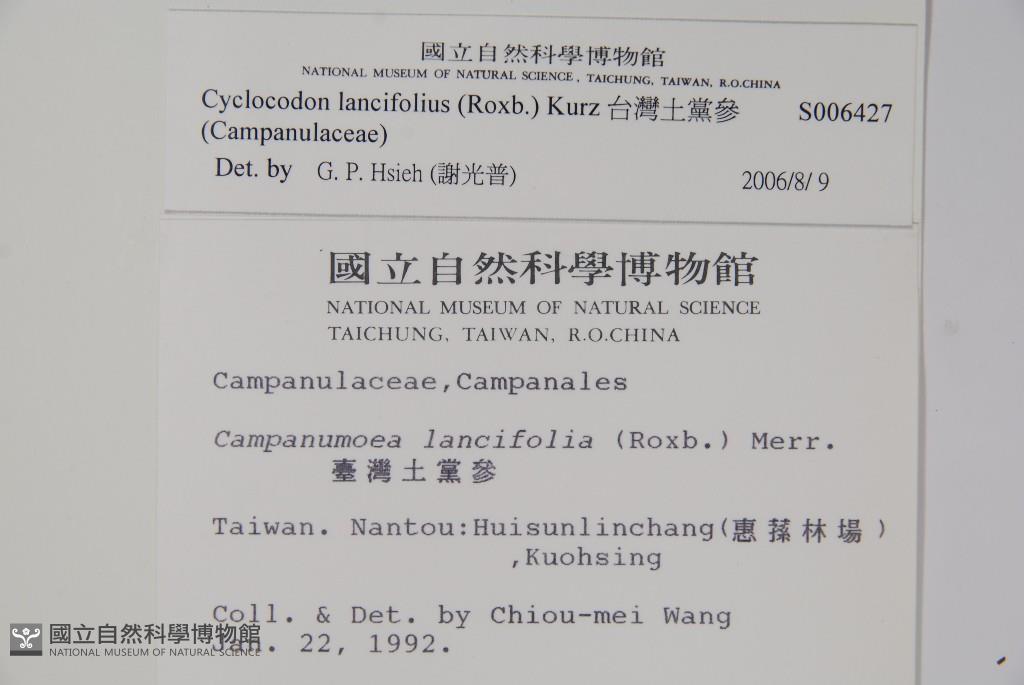 國立自然科學博物館
NATIONAL MUSEUM OF NATURAL SCIENCE, TAICHUNG, TAIWAN, R.O.CHINA
Cyclocodon lancifolius (Roxb.) Kurz 台灣土黨參 S006427
(Campanulaceae)
Det. by G. P. Hsieh (謝光普) 2006/8/ 9
國立自然科學博物館
NATIONAL MUSEUM OF NATURAL SCIENCE
TAICHUNG, TAIWAN, R.O.CHINA
Campanulaceae,Campanales
Campanumoea lancifolia (Roxb.) Merr.
臺灣土黨參
Taiwan. Nantou:Huisunlinchang(惠蓀林場)
,Kuohsing
Coll. & Det. by Chiou-mei Wang
Jan. 22, 1992.
國立自然科學博物館
NATIONAL MUSEUM OF NATURAL SCIENCE